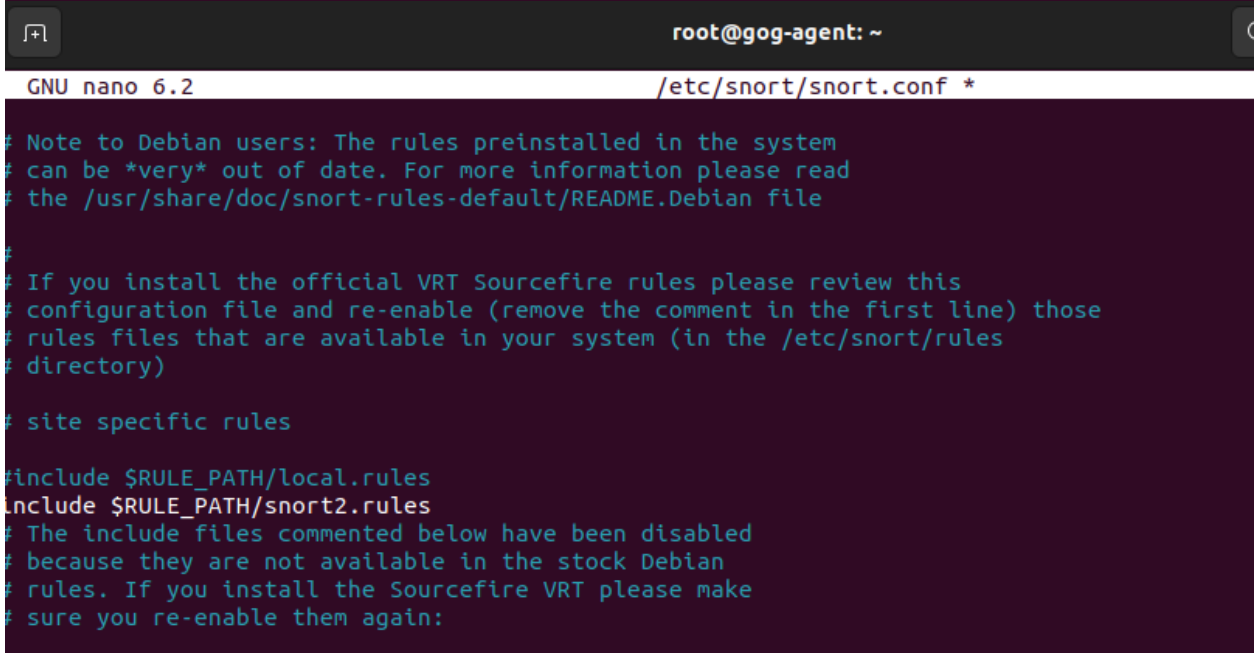 root@gog-agent: ~
GNU nano 6.2 /etc/snort/snort.conf *
# Note to Debian users: The rules preinstalled in the system
# can be *very* out of date. For more information please read
# the /usr/share/doc/snort-rules-default/README.Debian file
#
# If you install the official VRT Sourcefire rules please review this
# configuration file and re-enable (remove the comment in the first line) those
# rules files that are available in your system (in the /etc/snort/rules
# directory)
# site specific rules
#include $RULE_PATH/local.rules
include $RULE_PATH/snort2.rules
# The include files commented below have been disabled
# because they are not available in the stock Debian
# rules. If you install the Sourcefire VRT please make
# sure you re-enable them again: